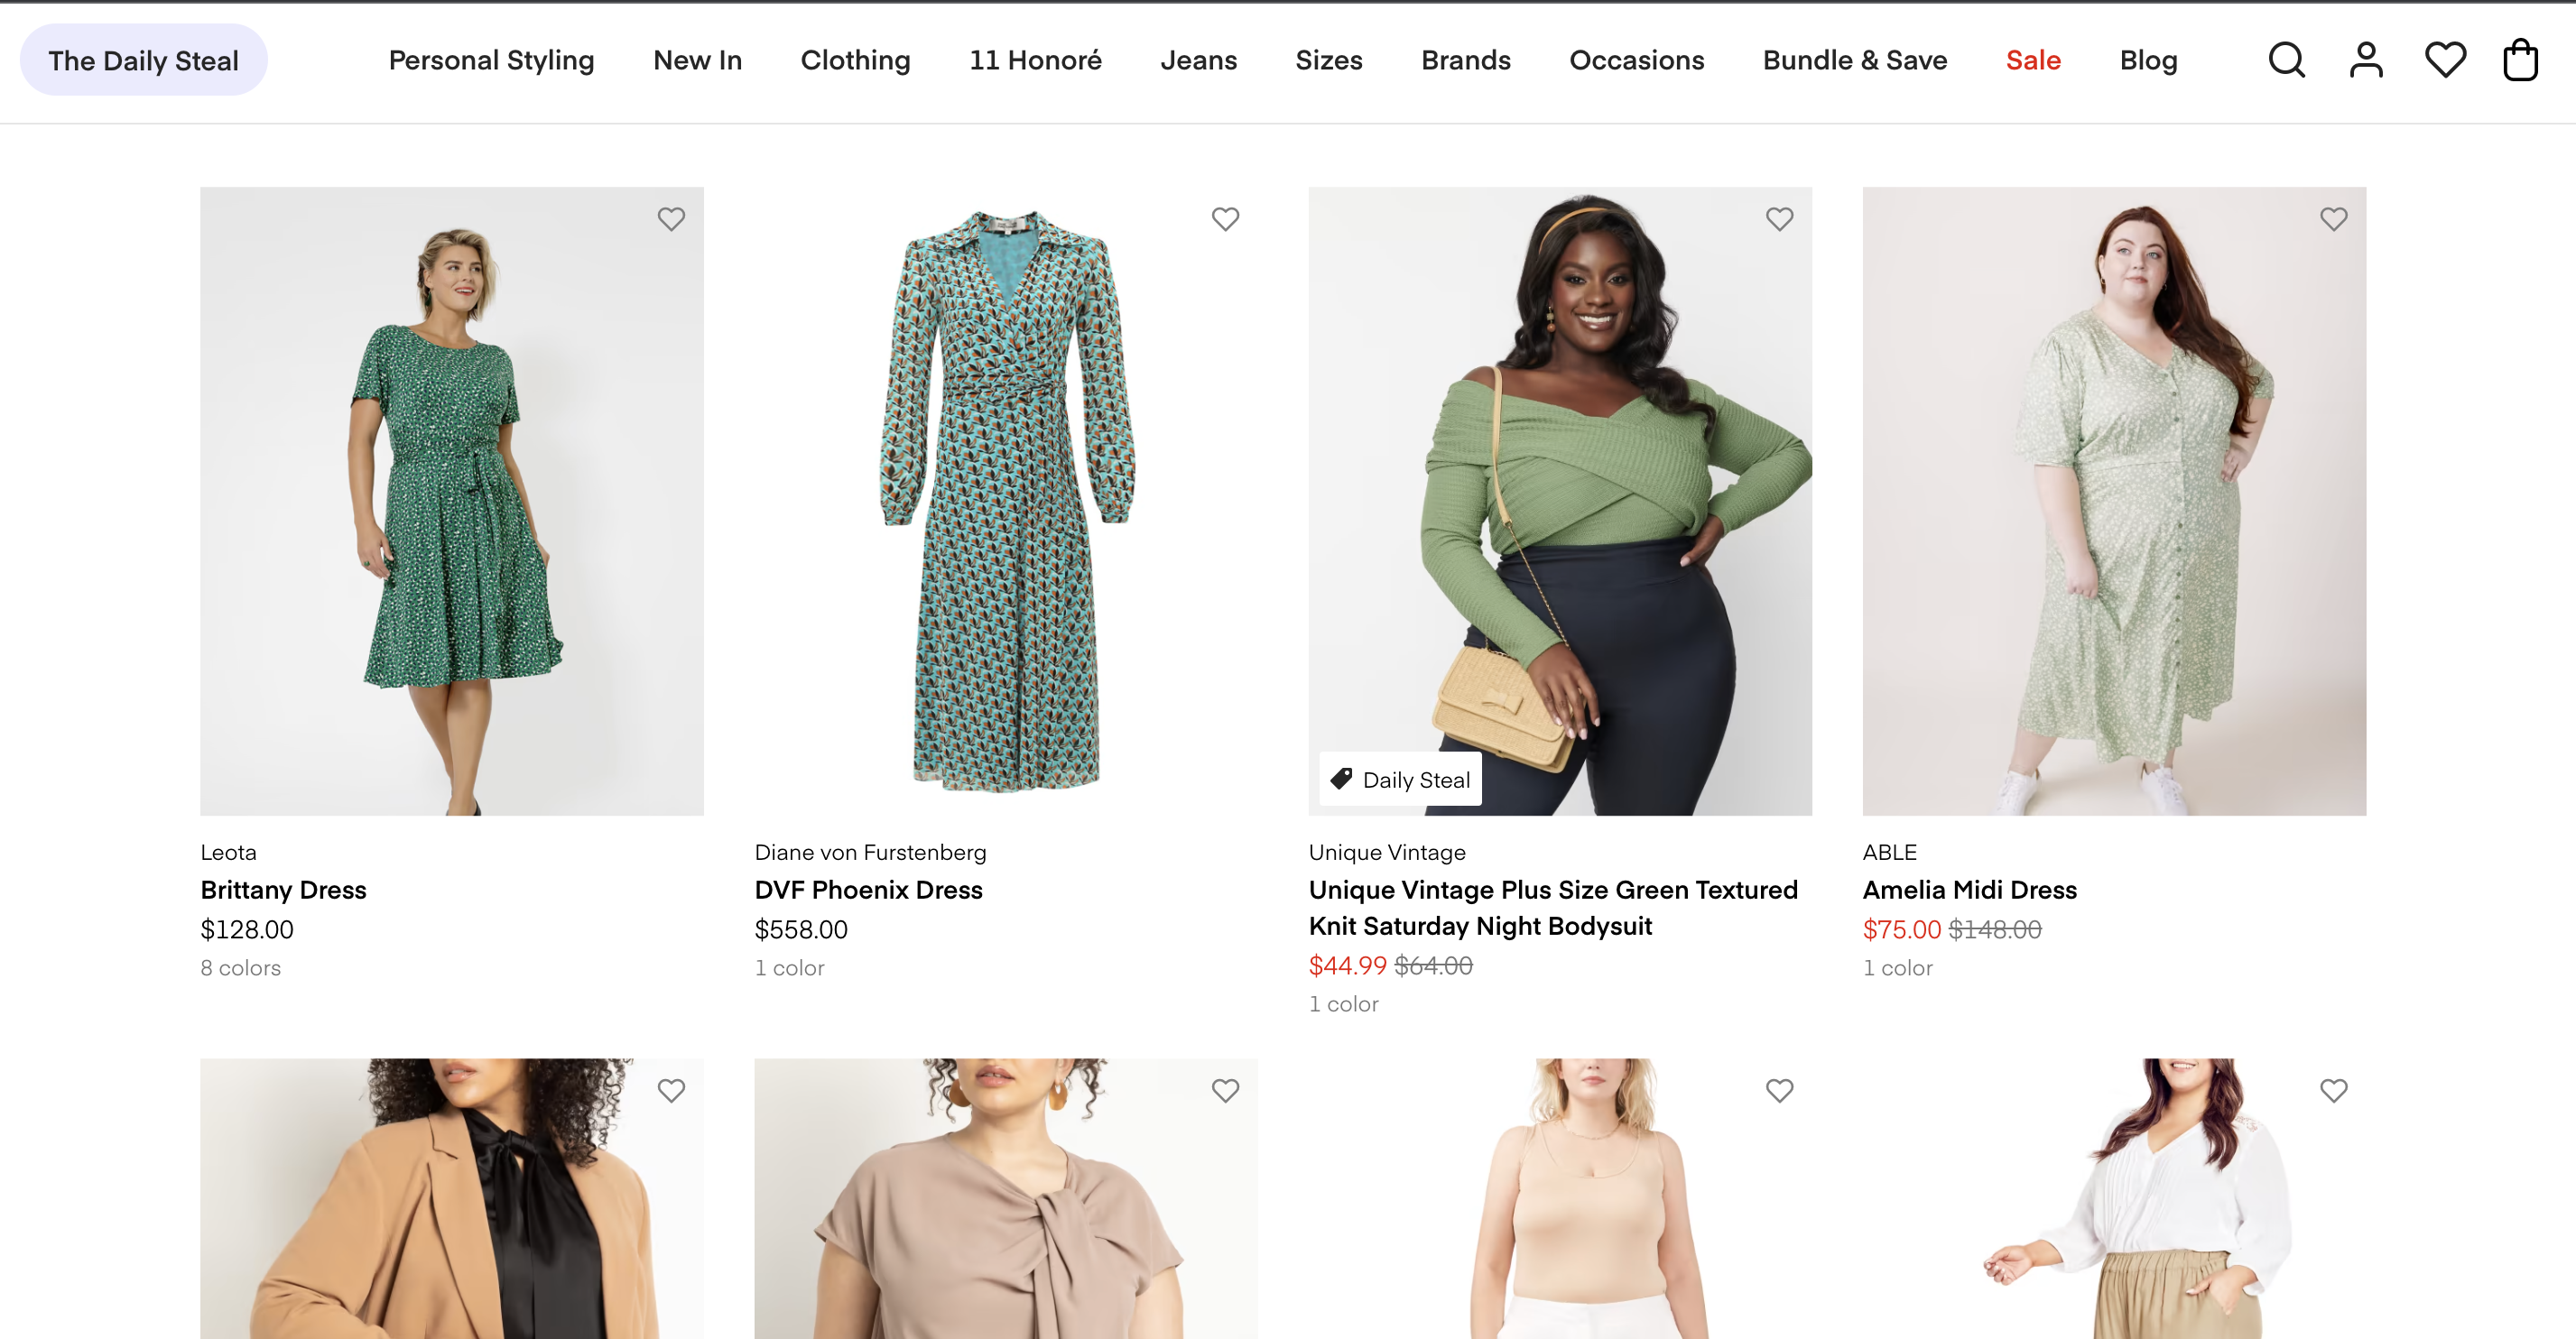 The Daily Steal
Personal Styling
New In
Clothing
11 Honoré
Jeans
Sizes
Brands
Occasions
Bundle & Save
Sale
Blog
Daily Steal
Leota
Brittany Dress
$128.00
8 colors
Diane von Furstenberg
DVF Phoenix Dress
$558.00
1 color
Unique Vintage
Unique Vintage Plus Size Green Textured
Knit Saturday Night Bodysuit
$44.99 $64.00
1 color
ABLE
Amelia Midi Dress
$75.00 $148.00
1 color